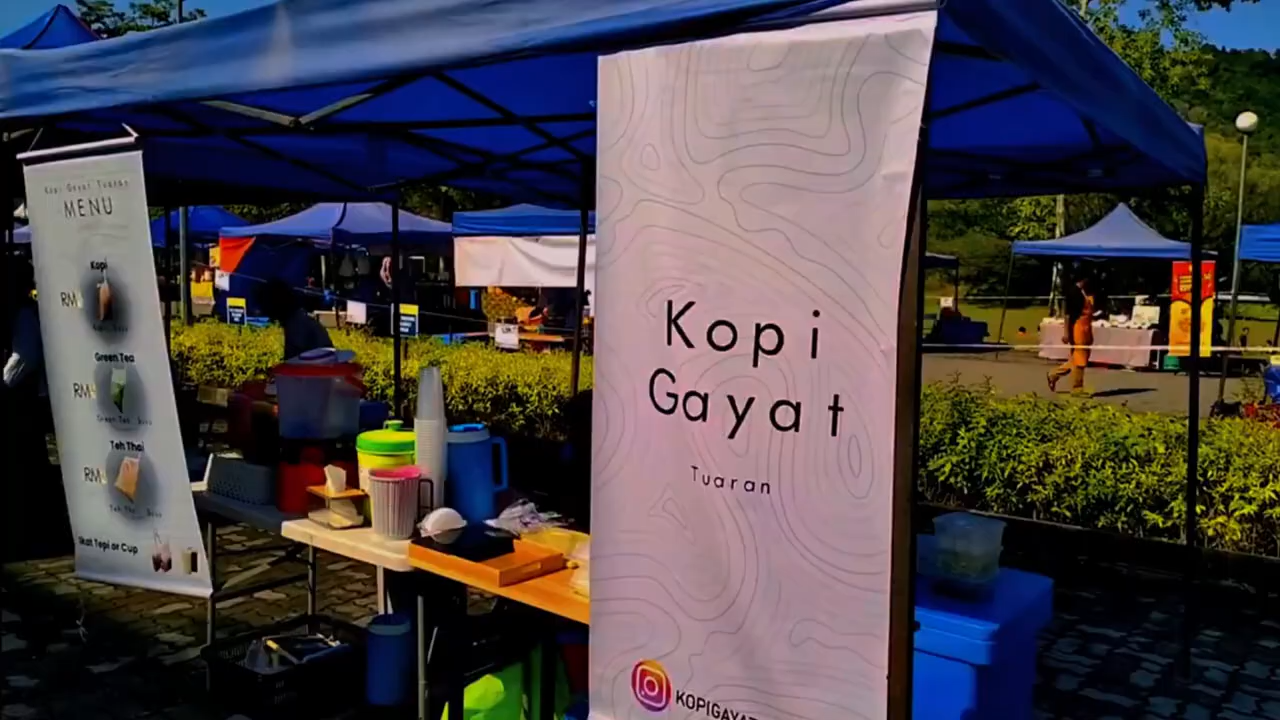 Kopi Gayat Tuaran
MENU
Kopi
RM
Green Tea
RM
Teh Thai
RM
Ikat Tepi or Cup
Kopi
Gayat
Tuaran
KOPIGAYAT